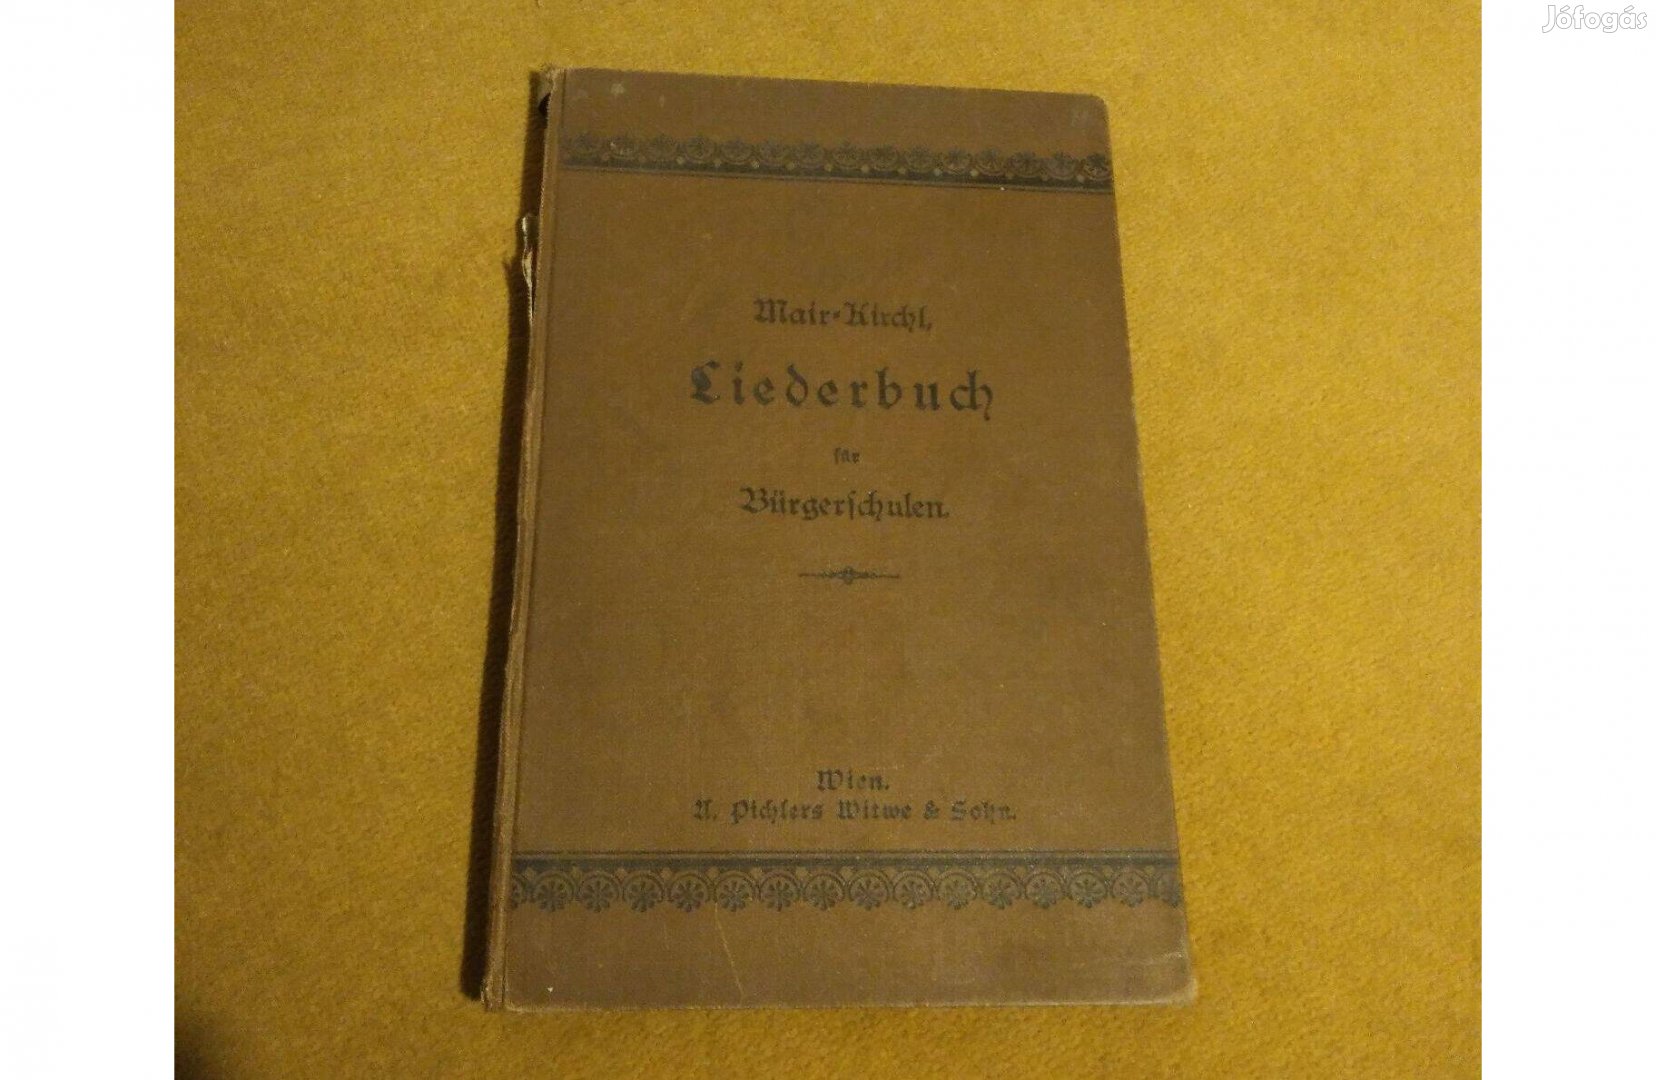 Jófogás
Mair-Kirchl,
Liederbuch
für
Bürgerschulen.
Wien.
A. Pichlers Witwe & Sohn.